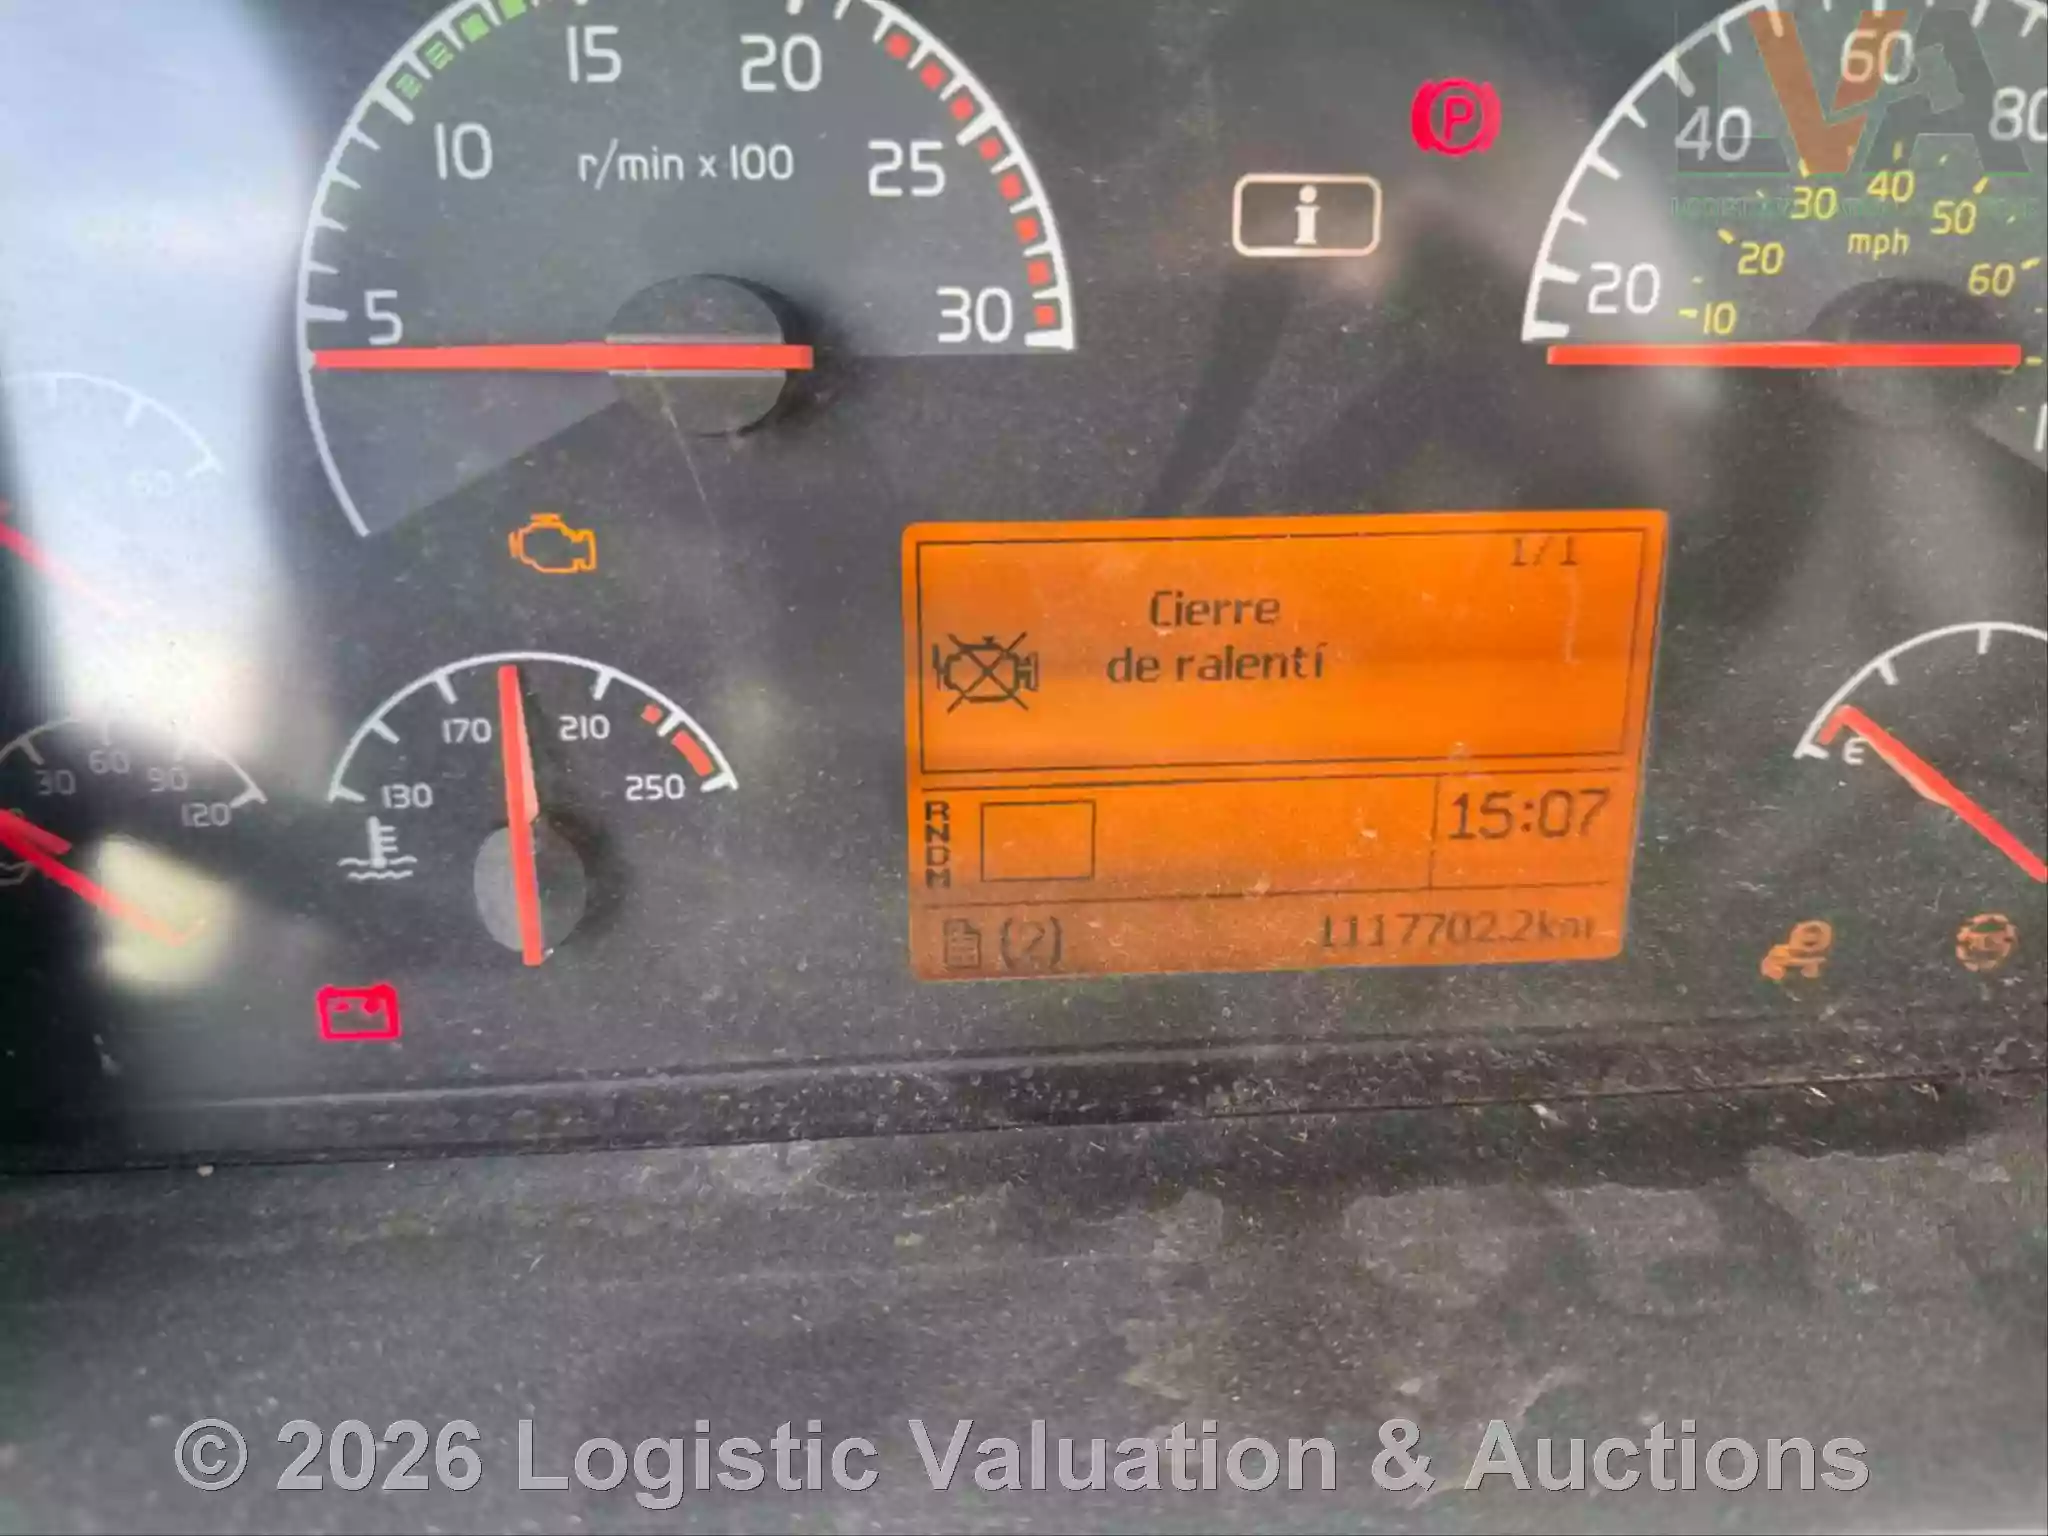 15 20
10 r/min x 100 25
5 30
P
i
60
40 80
30 40 50
20 mph 60
20 10
1/1
Cierre
de ralentí
170 210
130 250
30 60 90
120
E
R
N
D
M
15:07
(2) 1117702.2km
© 2026 Logistic Valuation & Auctions